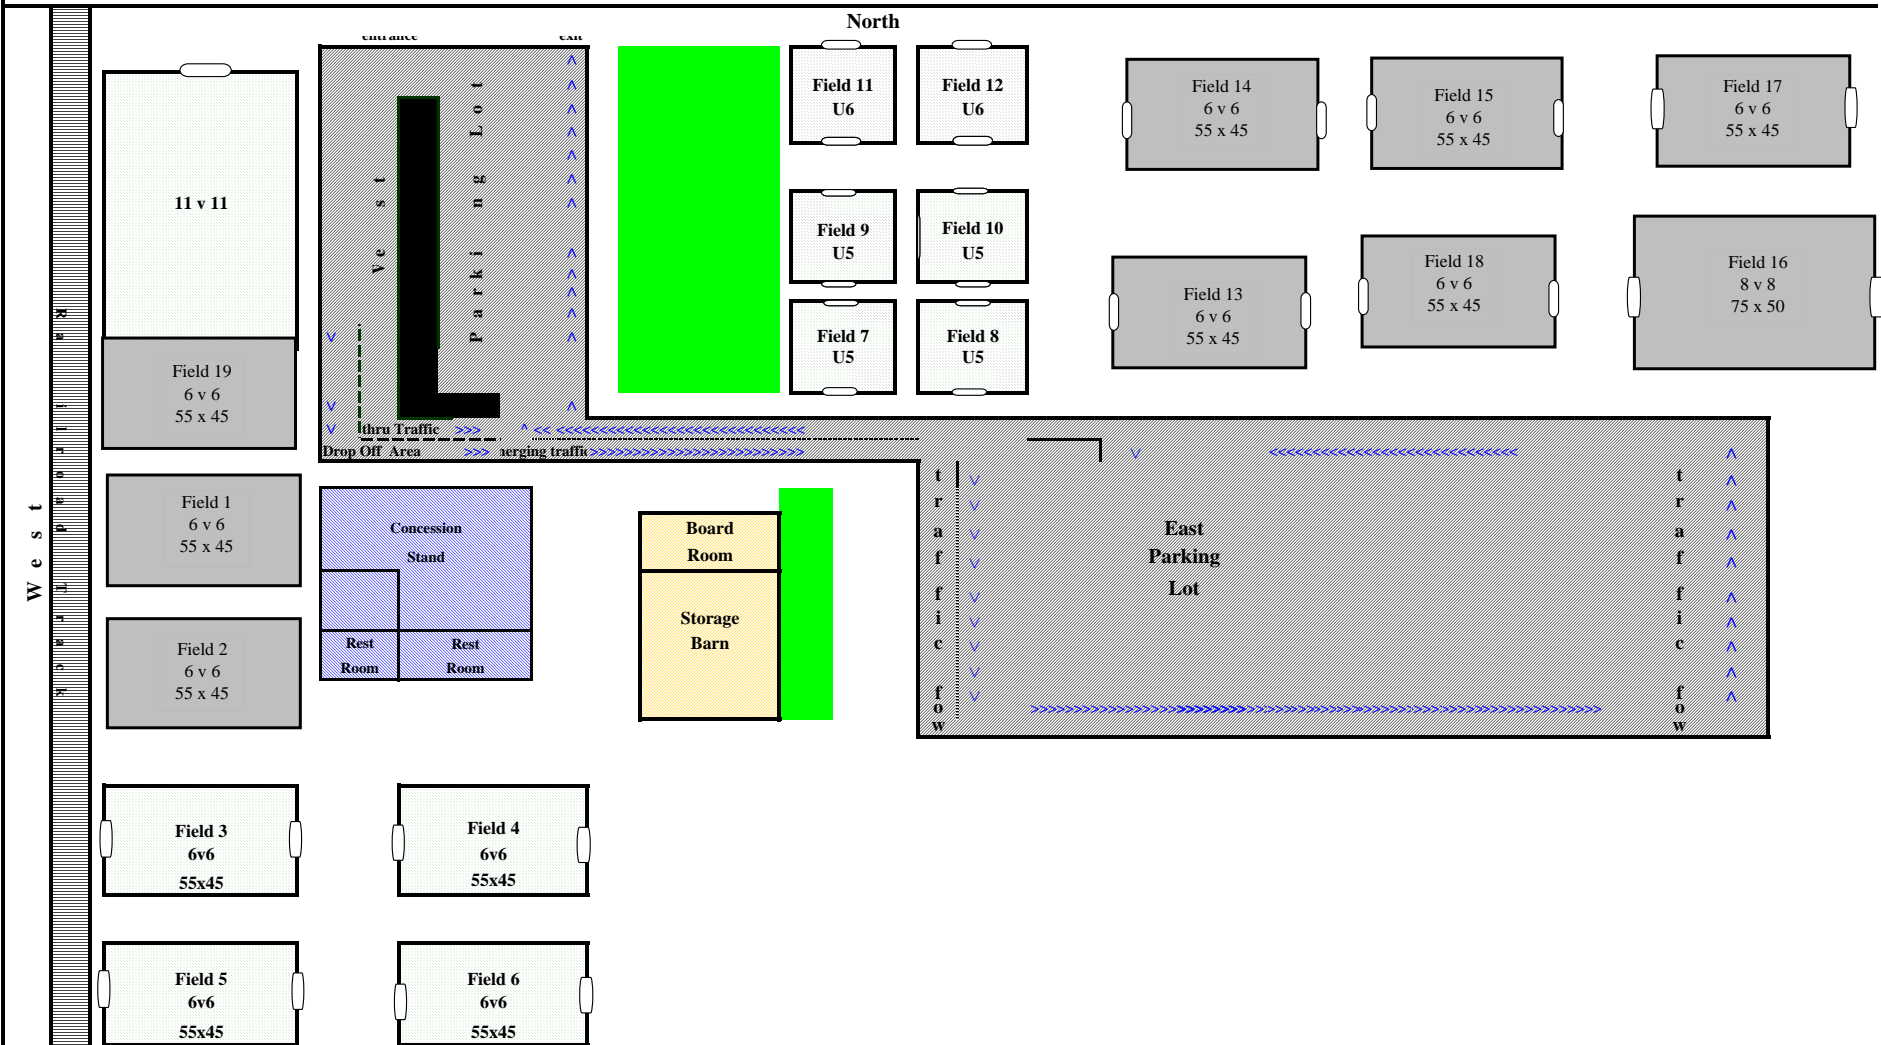 North
entrance
exit
11 v 11
Field 11
U6
Field 12
U6
Field 14
6 v 6
55 x 45
Field 15
6 v 6
55 x 45
Field 17
6 v 6
55 x 45
V e s t
P a r k i n g L o t
Field 9
U5
Field 10
U5
Field 7
U5
Field 8
U5
Field 13
6 v 6
55 x 45
Field 18
6 v 6
55 x 45
Field 16
8 v 8
75 x 50
Field 19
6 v 6
55 x 45
thru Traffic >>> ^ << <<<<<<<<<<<<<<<<<<<<<<<<<<<<<
Drop Off Area >>> nerging traffic >>>>>>>>>>>>>>>>>>>>>>>>>
West
Railroad Track
Field 1
6 v 6
55 x 45
Concession
Stand
Rest
Room
Rest
Room
Board
Room
Storage
Barn
traffic fow
East
Parking
Lot
traffic fow
Field 2
6 v 6
55 x 45
Field 3
6v6
55x45
Field 4
6v6
55x45
Field 5
6v6
55x45
Field 6
6v6
55x45